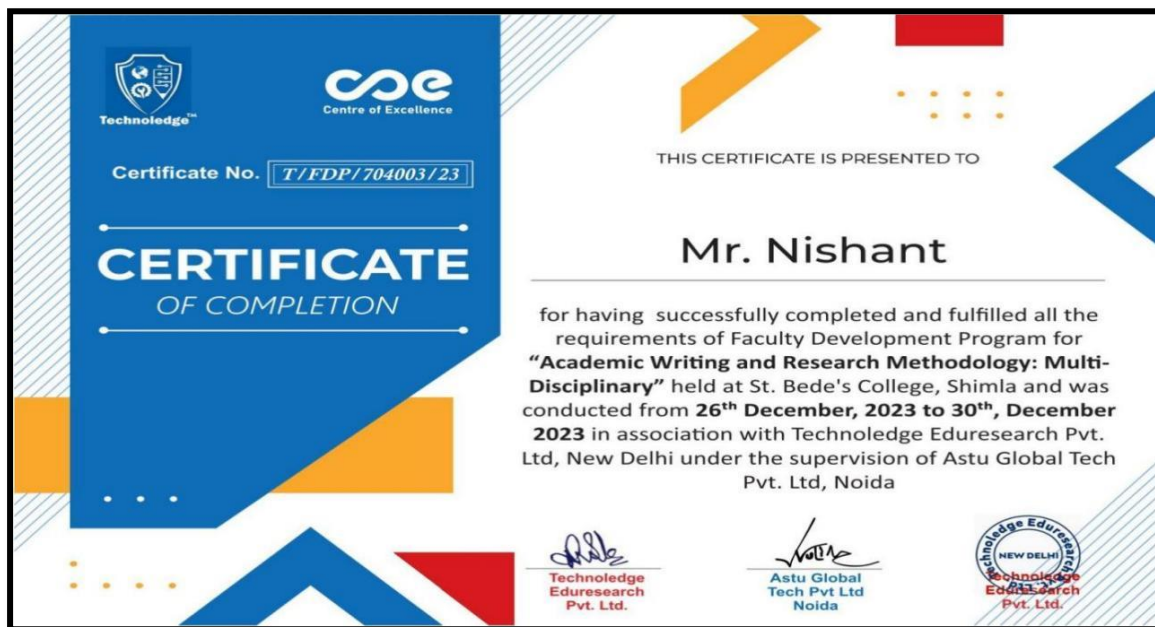 Technoledge™
coe
Centre of Excellence
Certificate No. T/FDP/704003/23
CERTIFICATE
OF COMPLETION
THIS CERTIFICATE IS PRESENTED TO
Mr. Nishant
for having successfully completed and fulfilled all the
requirements of Faculty Development Program for
“Academic Writing and Research Methodology: Multi-
Disciplinary” held at St. Bede's College, Shimla and was
conducted from 26th December, 2023 to 30th, December
2023 in association with Technoledge Eduresearch Pvt.
Ltd, New Delhi under the supervision of Astu Global Tech
Pvt. Ltd, Noida
Technoledge
Eduresearch
Pvt. Ltd.
Astu Global
Tech Pvt Ltd
Noida
Technoledge Eduresearch
NEW DELHI
Technoledge
Eduresearch
Pvt. Ltd.